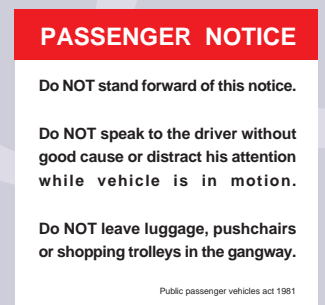 PASSENGER NOTICE
Do NOT stand forward of this notice.
Do NOT speak to the driver without
good cause or distract his attention
while vehicle is in motion.
Do NOT leave luggage, pushchairs
or shopping trolleys in the gangway.
Public passenger vehicles act 1981